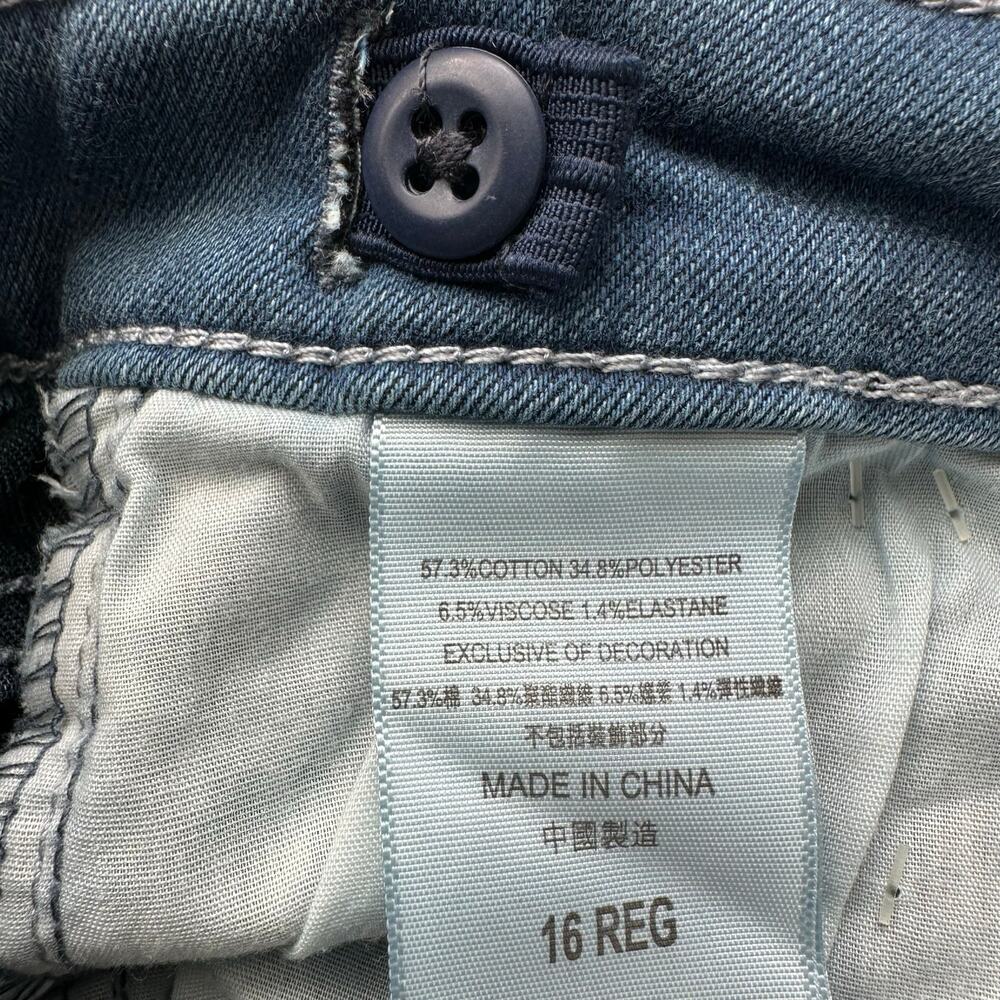 57.3%COTTON 34.8%POLYESTER
6.5%VISCOSE 1.4%ELASTANE
EXCLUSIVE OF DECORATION
57.3%棉 34.8%聚酯纖維 6.5%纖維 1.4%彈性纖維
不包括裝飾部分
MADE IN CHINA
中國製造
16 REG